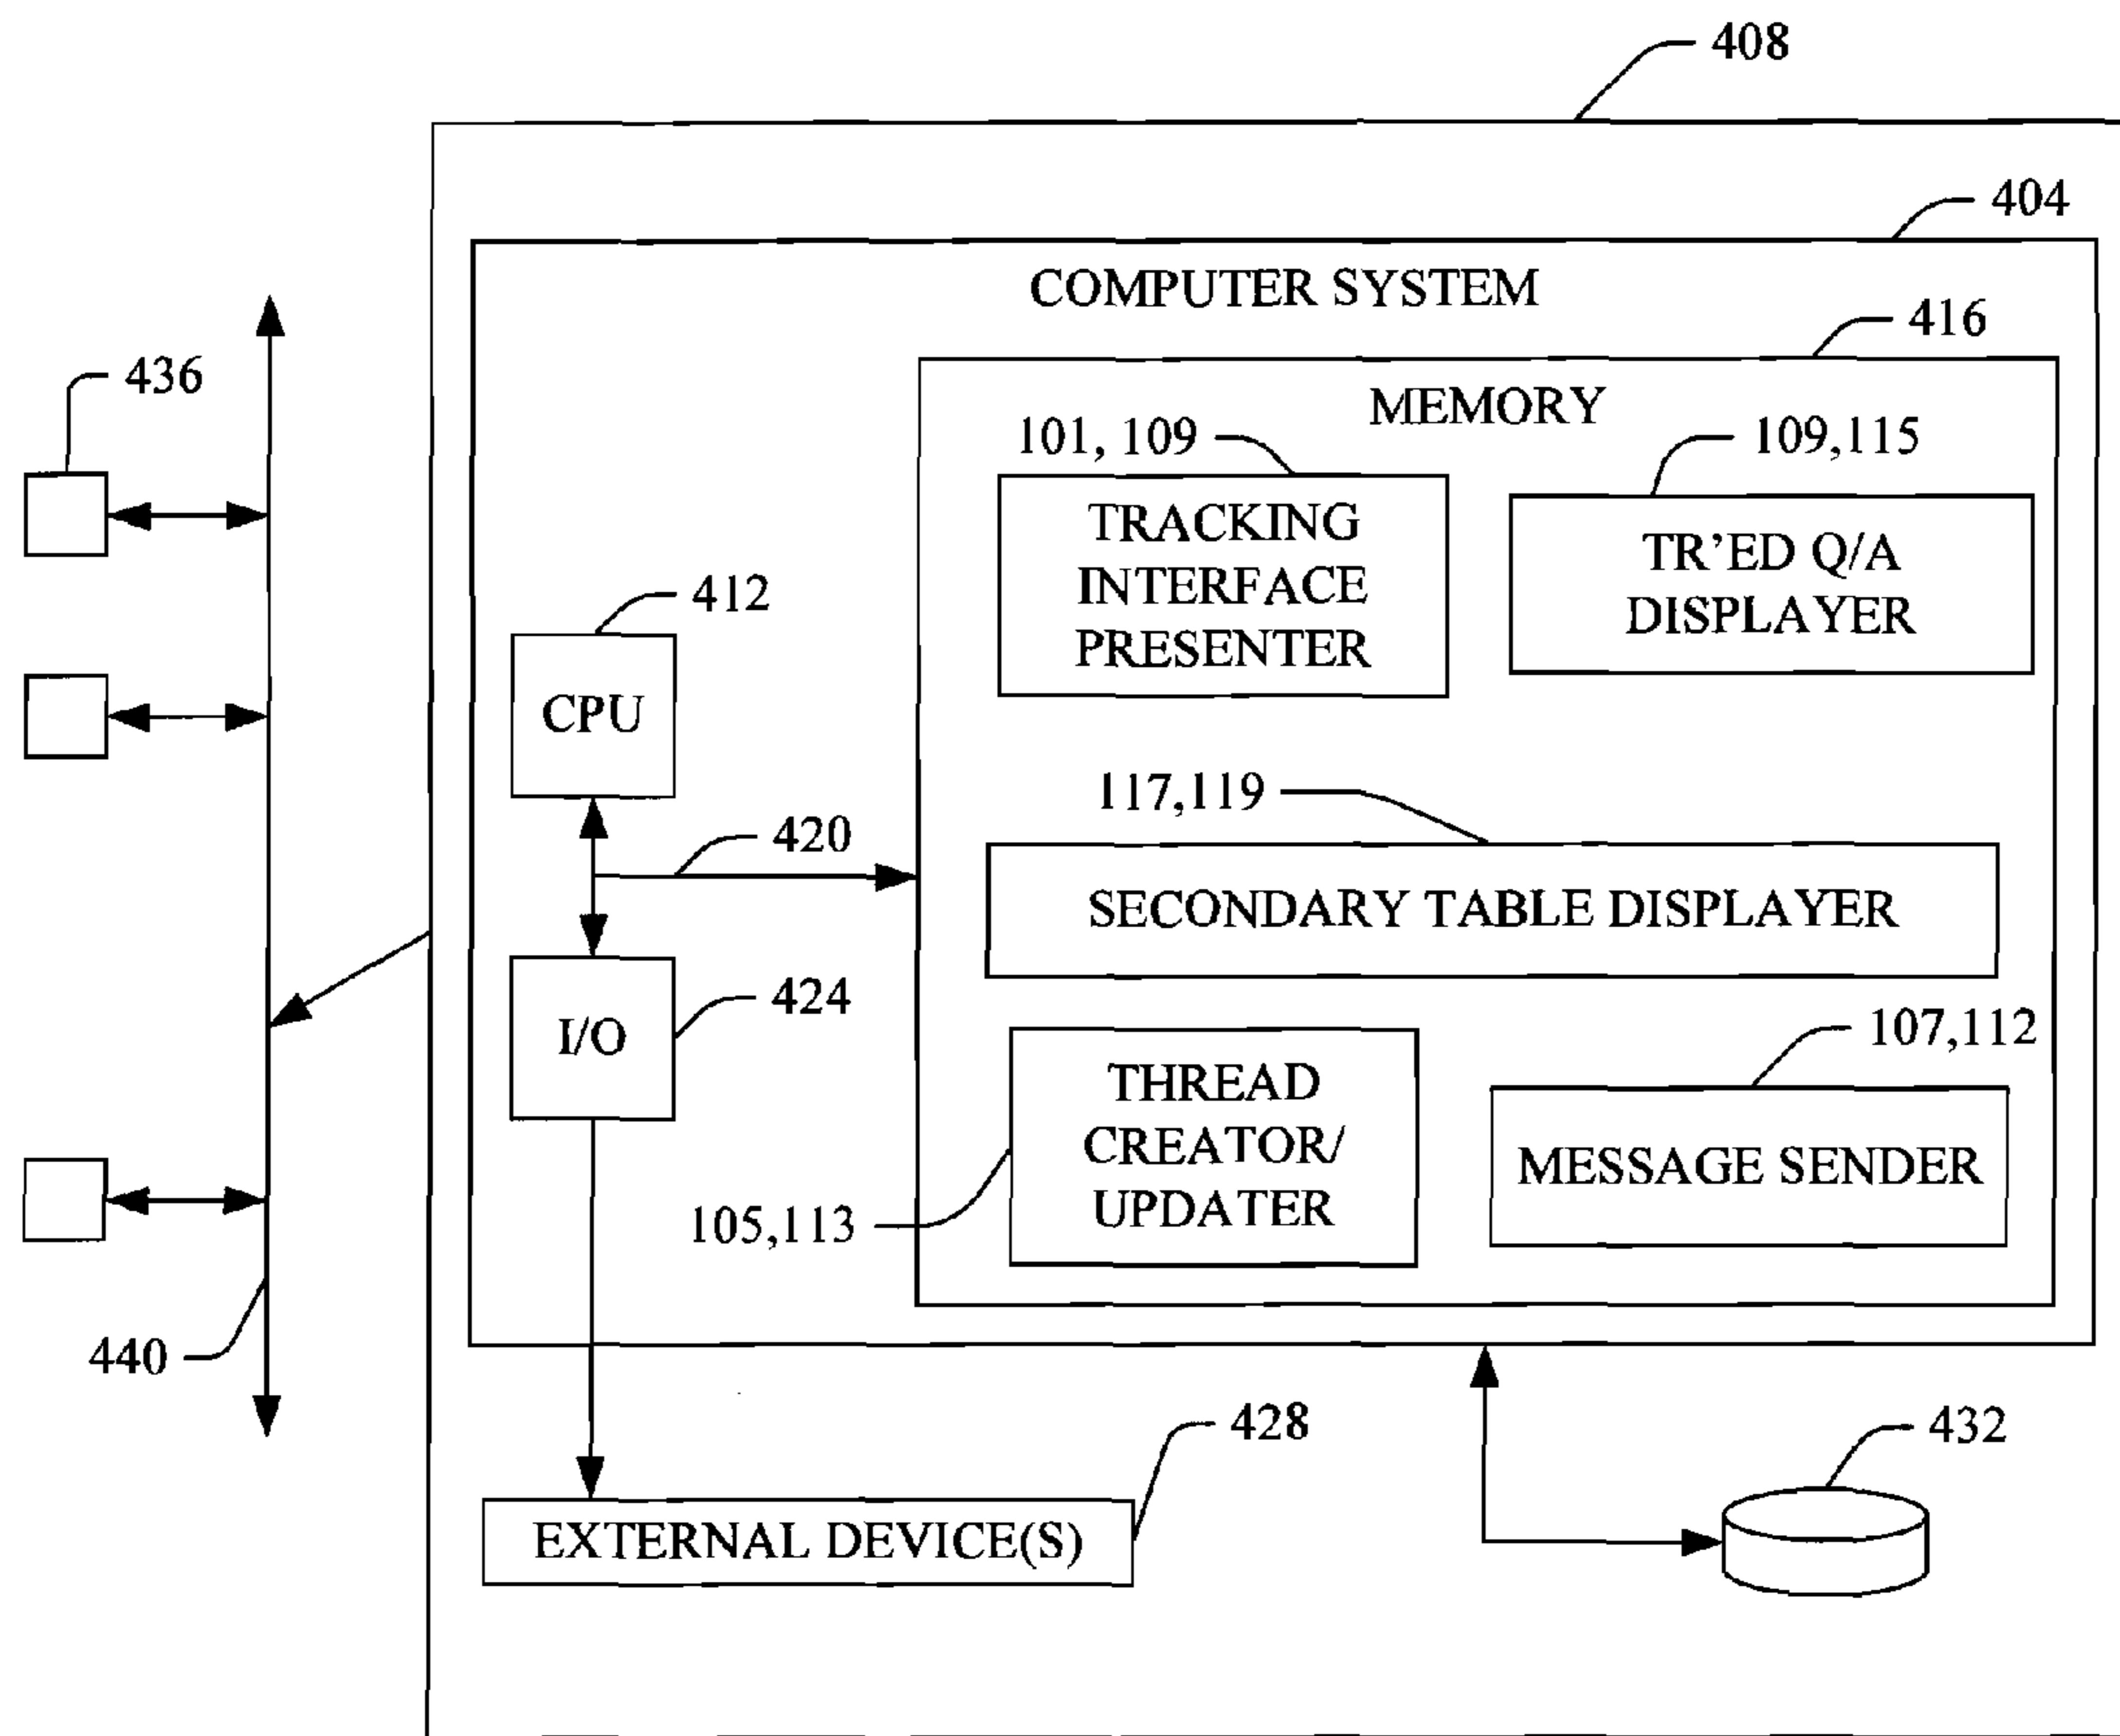 408
404
COMPUTER SYSTEM
416
436
MEMORY
101, 109
109,115
TRACKING
INTERFACE
PRESENTER
TR'ED Q/A
DISPLAYER
412
CPU
117,119
420
SECONDARY TABLE DISPLAYER
424
I/O
107,112
THREAD
CREATOR/
UPDATER
MESSAGE SENDER
105,113
440
428
432
EXTERNAL DEVICE(S)